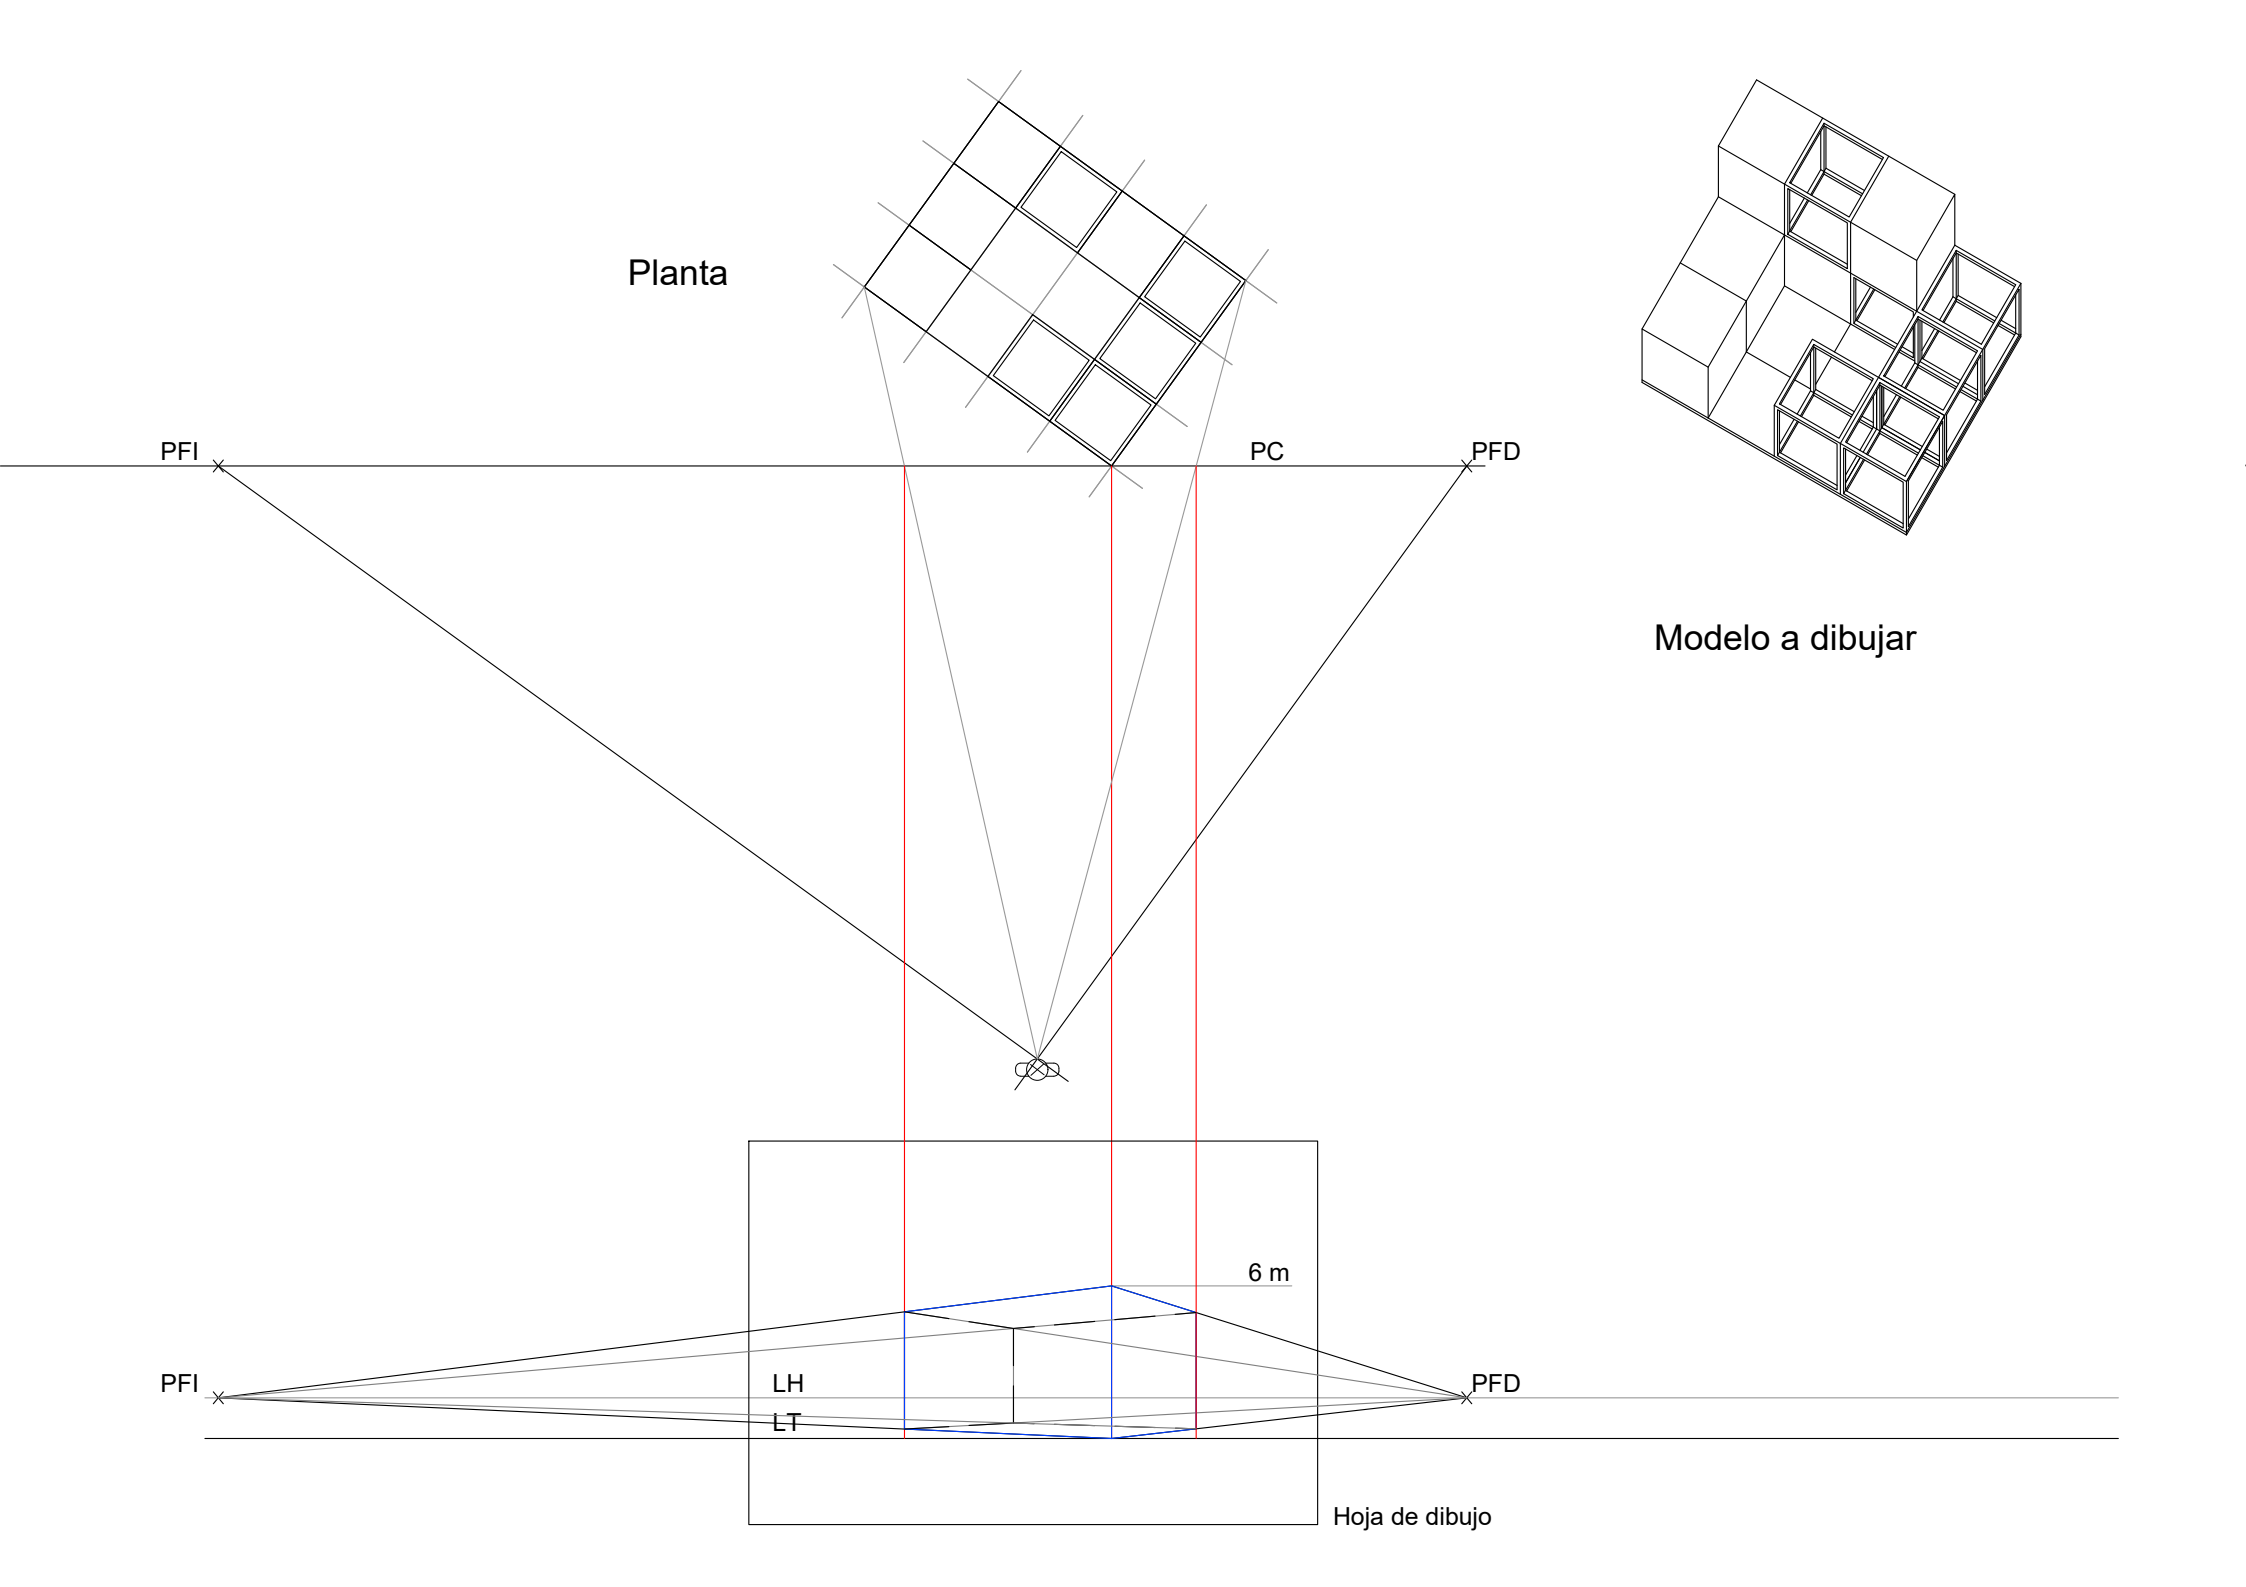 Planta
PFI
PC
PFD
Modelo a dibujar
6 m
PFI
LH
PFD
LT
Hoja de dibujo